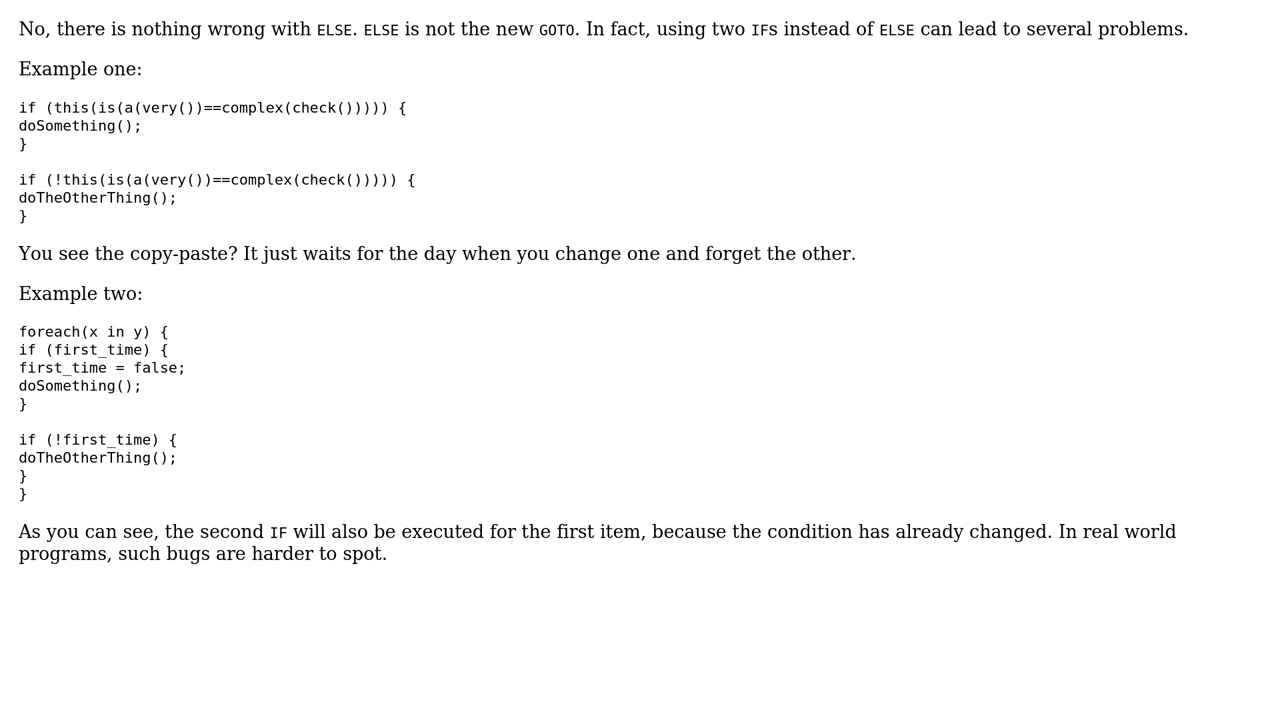 No, there is nothing wrong with ELSE. ELSE is not the new GOTO. In fact, using two IFs instead of ELSE can lead to several problems.
Example one:
if (this(is(a(very())==complex(check())))) {
doSomething();
}
if (!this(is(a(very())==complex(check())))) {
doTheOtherThing();
}
You see the copy-paste? It just waits for the day when you change one and forget the other.
Example two:
foreach(x in y) {
if (first_time) {
first_time = false;
doSomething();
}
if (!first_time) {
doTheOtherThing();
}
}
As you can see, the second IF will also be executed for the first item, because the condition has already changed. In real world
programs, such bugs are harder to spot.